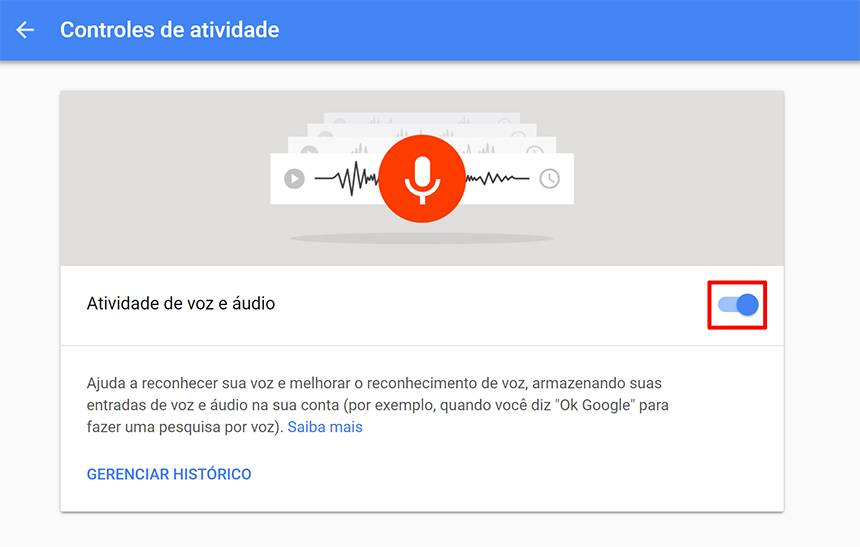 Controles de atividade
Atividade de voz e áudio
Ajuda a reconhecer sua voz e melhorar o reconhecimento de voz, armazenando suas
entradas de voz e áudio na sua conta (por exemplo, quando você diz "Ok Google" para
fazer uma pesquisa por voz). Saiba mais
GERENCIAR HISTÓRICO